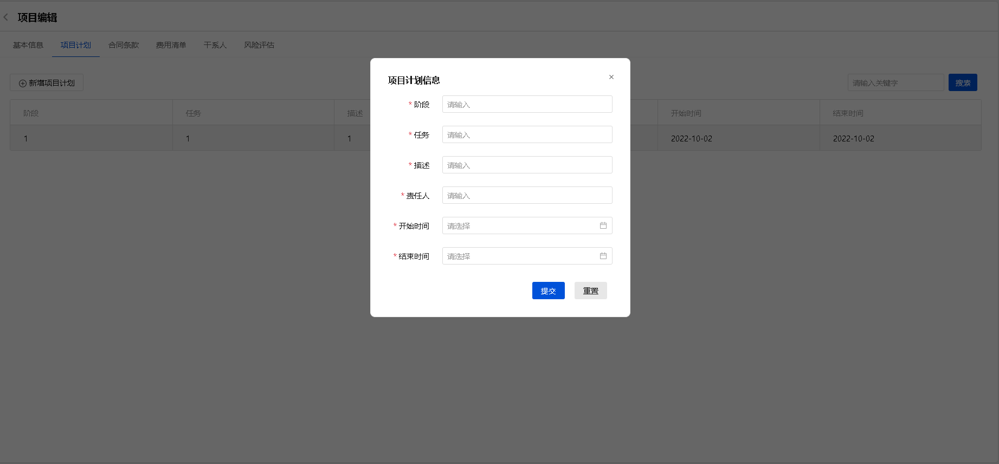 项目编辑
基本信息 项目计划 合同条款 费用清单 干系人 风险评估
新增项目计划 请输入关键字 搜索
阶段 任务 描述 开始时间 结束时间
1 1 1 2022-10-02 2022-10-02
项目计划信息
* 阶段 请输入
* 任务 请输入
* 描述 请输入
* 责任人 请输入
* 开始时间 请选择
* 结束时间 请选择
提交 重置